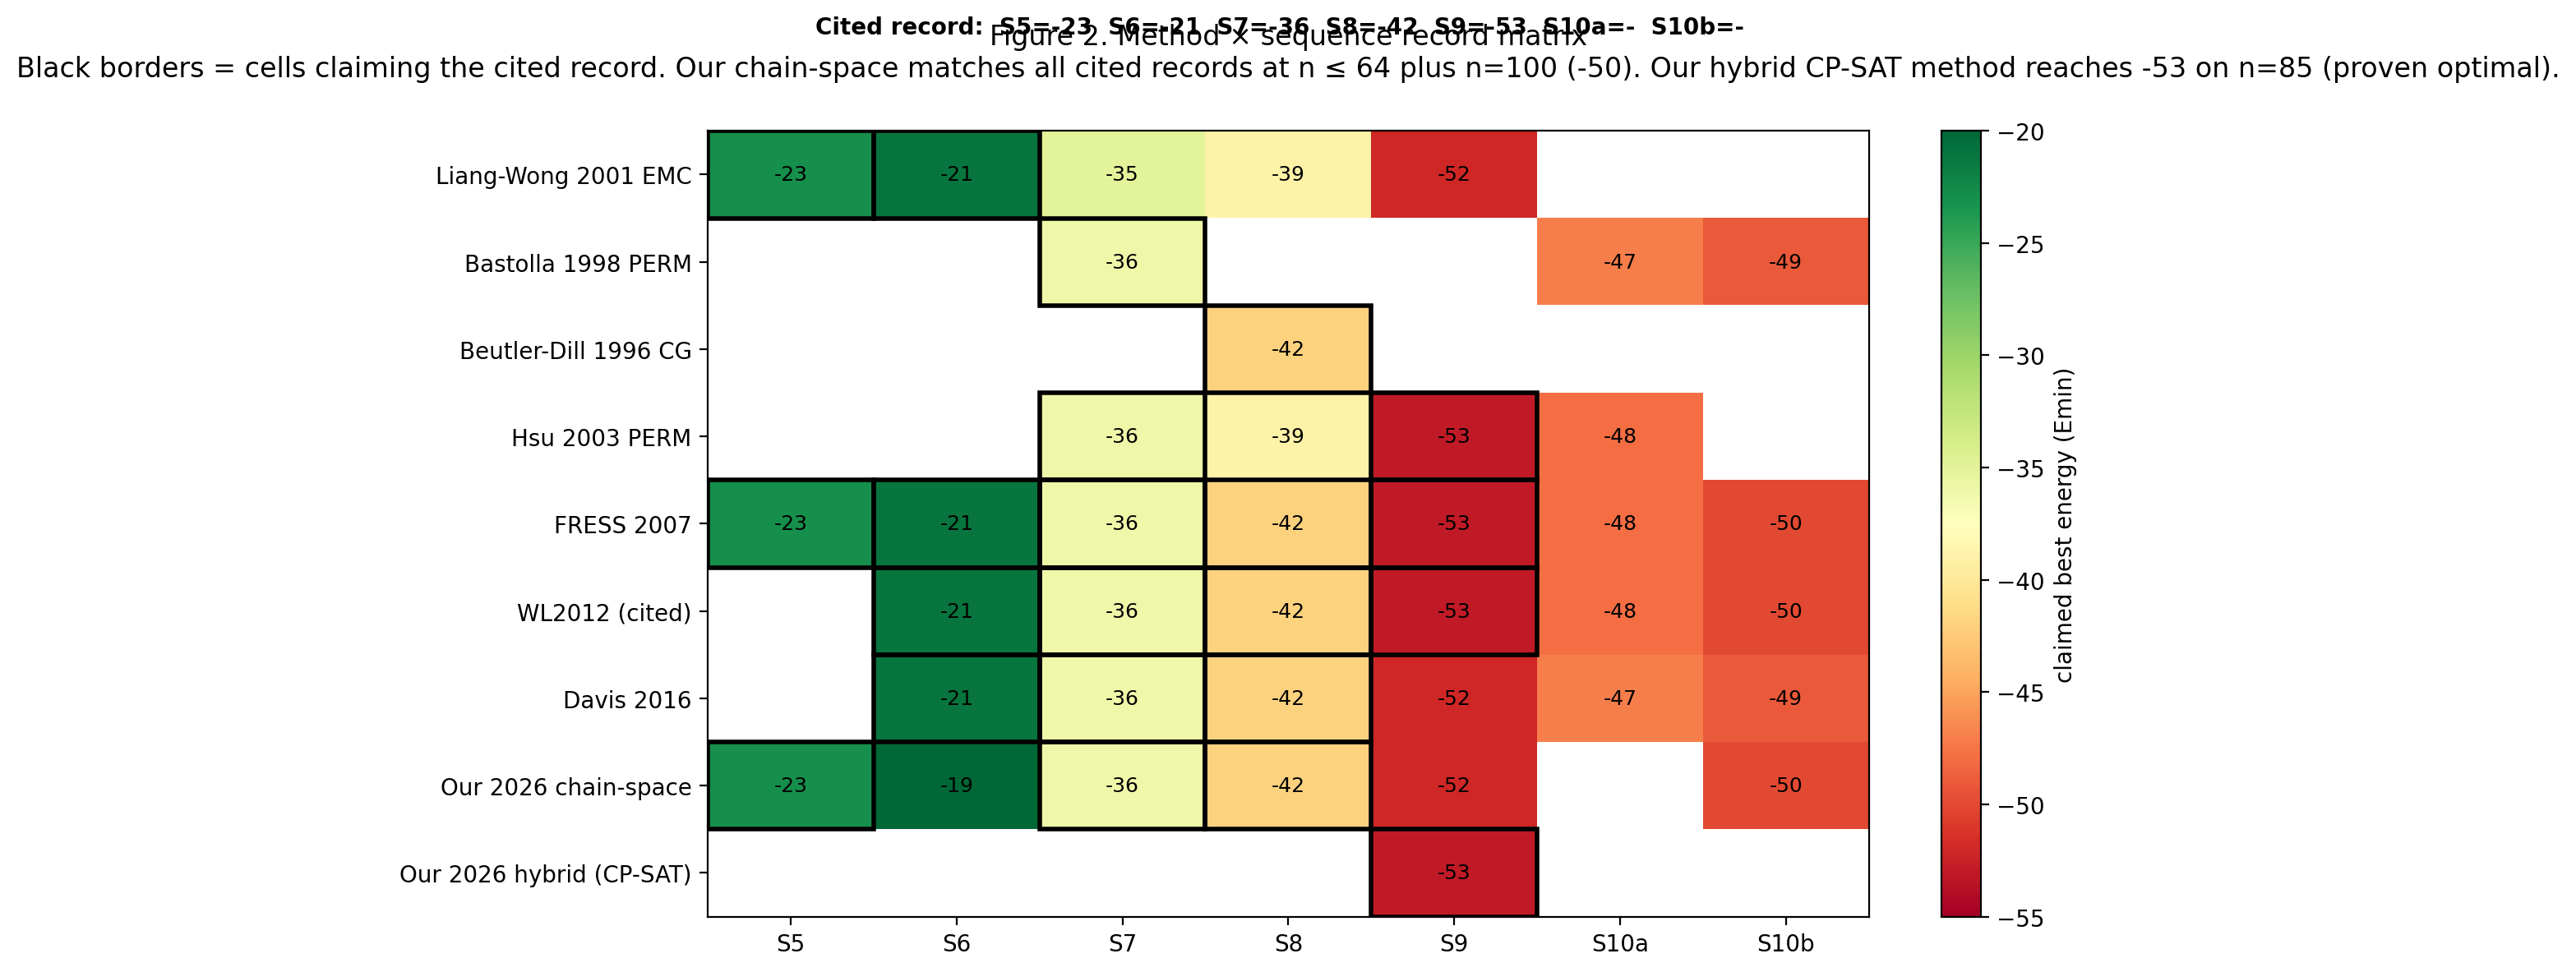 Cited record:  S5=-23  S6=-21  S7=-36  S8=-42  S9=-53  S10a=-  S10b=-
Figure 2. Method × sequence record matrix
Black borders = cells claiming the cited record. Our chain-space matches all cited records at n ≤ 64 plus n=100 (-50). Our hybrid CP-SAT method reaches -53 on n=85 (proven optimal).
Liang-Wong 2001 EMC -23 -21 -35 -39 -52
Bastolla 1998 PERM -36 -47 -49
Beutler-Dill 1996 CG -42
Hsu 2003 PERM -36 -39 -53 -48
FRESS 2007 -23 -21 -36 -42 -53 -48 -50
WL2012 (cited) -21 -36 -42 -53 -48 -50
Davis 2016 -21 -36 -42 -52 -47 -49
Our 2026 chain-space -23 -19 -36 -42 -52 -50
Our 2026 hybrid (CP-SAT) -53
S5 S6 S7 S8 S9 S10a S10b
−20
−25
−30
−35
−40
−45
−50
−55
claimed best energy (Emin)